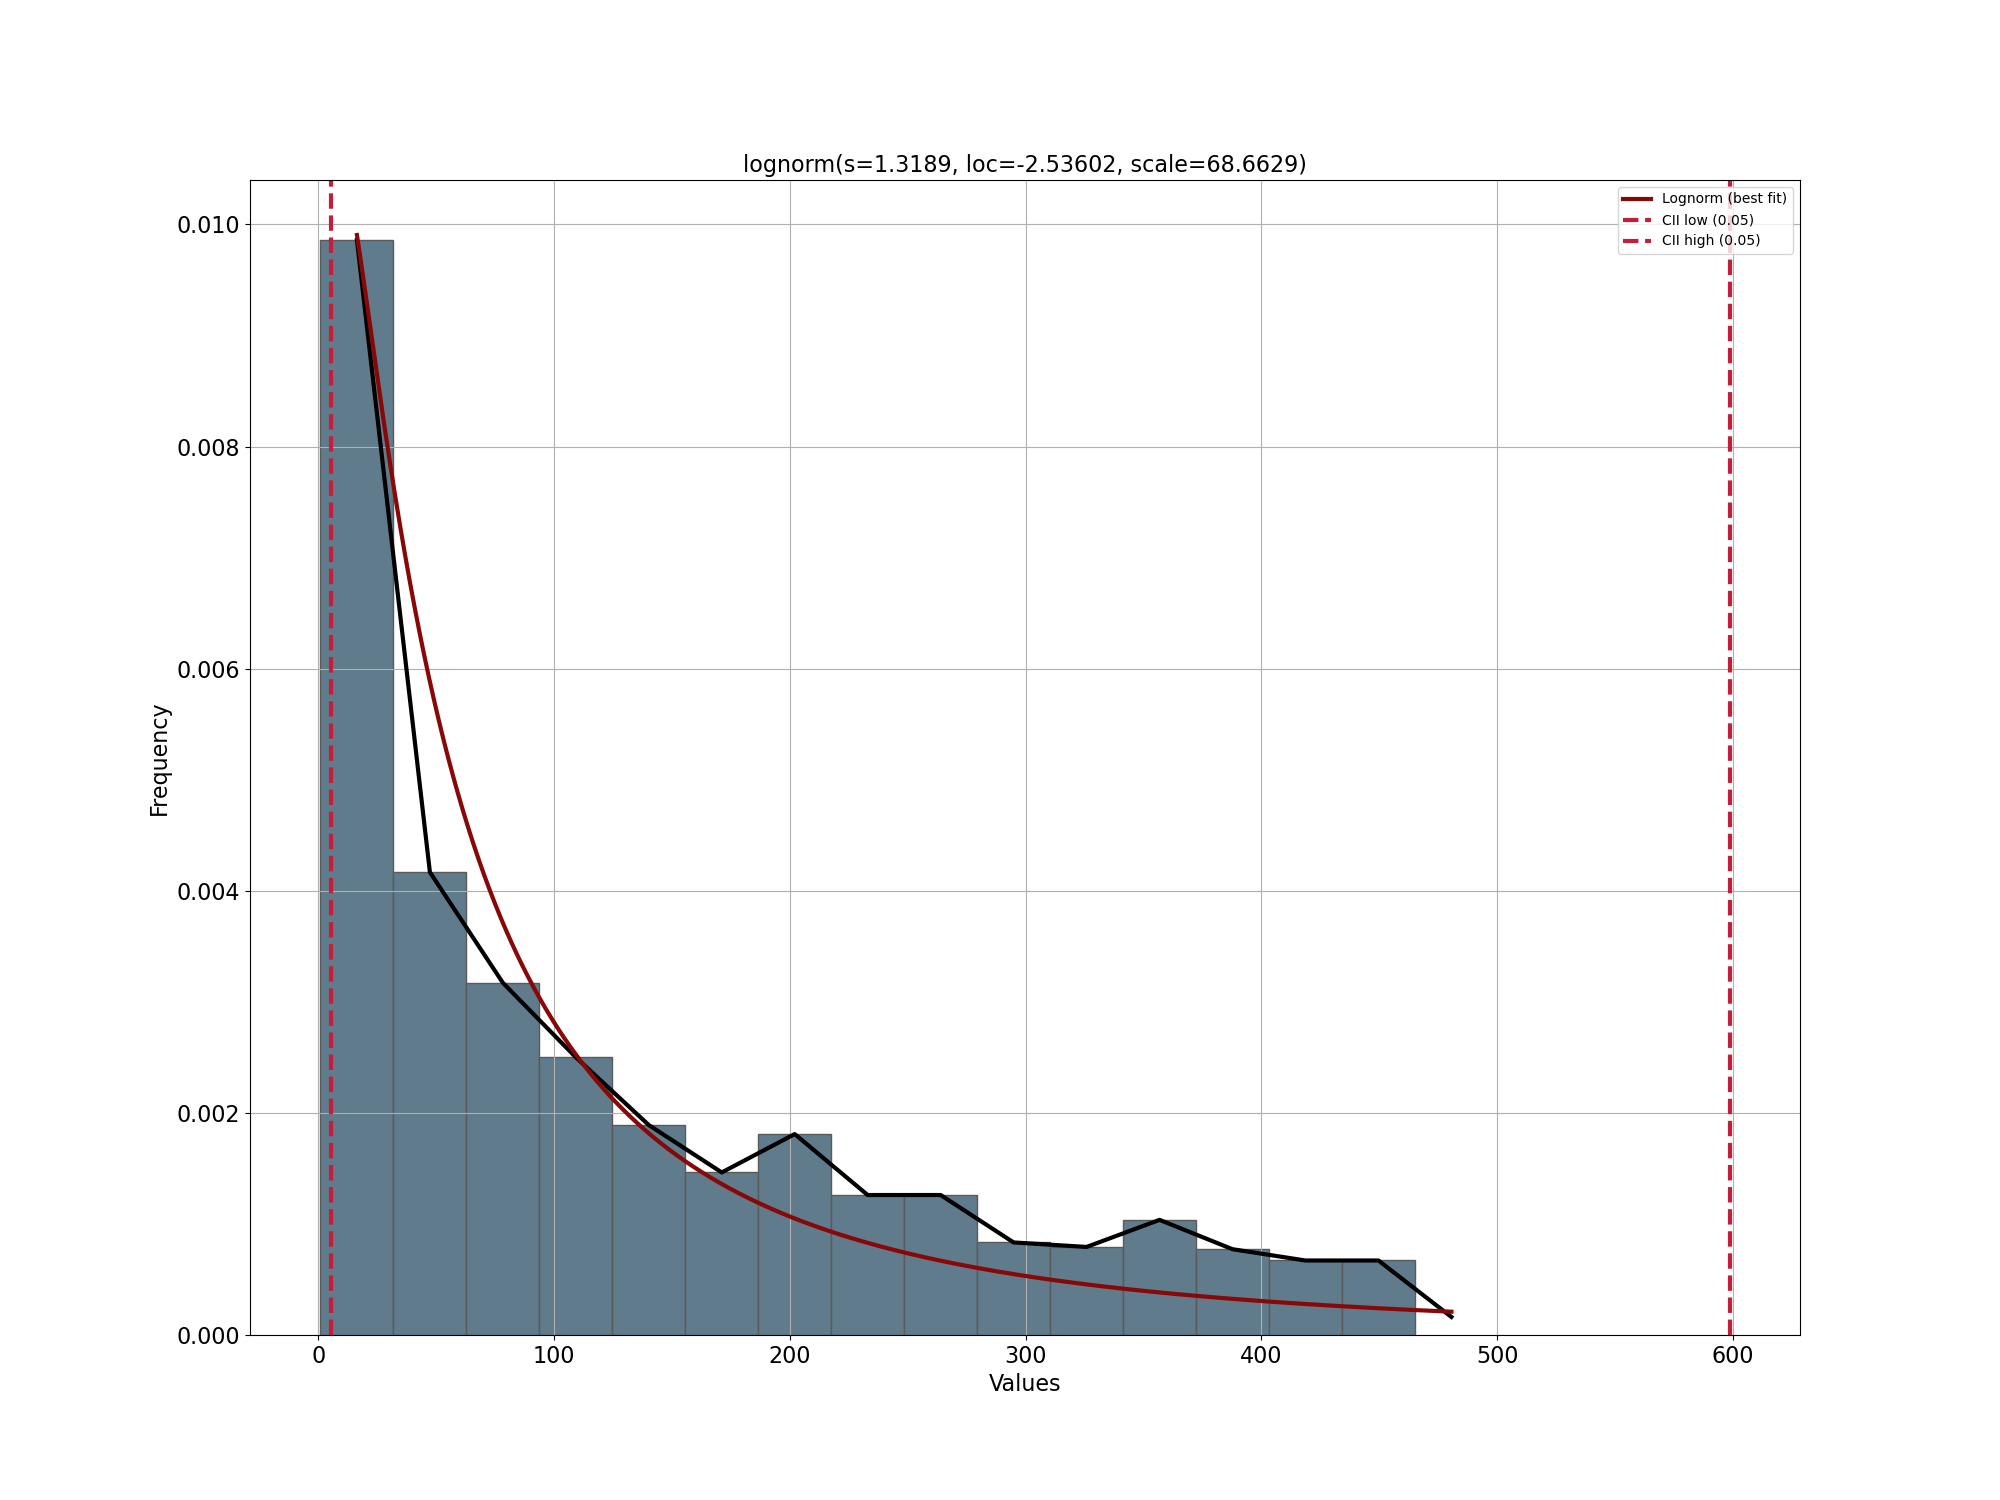 lognorm(s=1.3189, loc=-2.53602, scale=68.6629)
Lognorm (best fit)
CII low (0.05)
CII high (0.05)
0.010
0.008
0.006
0.004
0.002
0.000
Frequency
0 100 200 300 400 500 600
Values